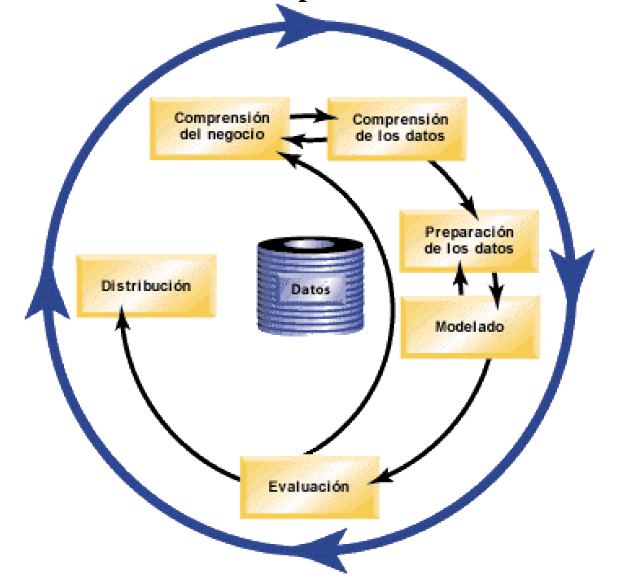 Comprensión
del negocio
Comprensión
de los datos
Preparación
de los datos
Distribución
Datos
Modelado
Evaluación